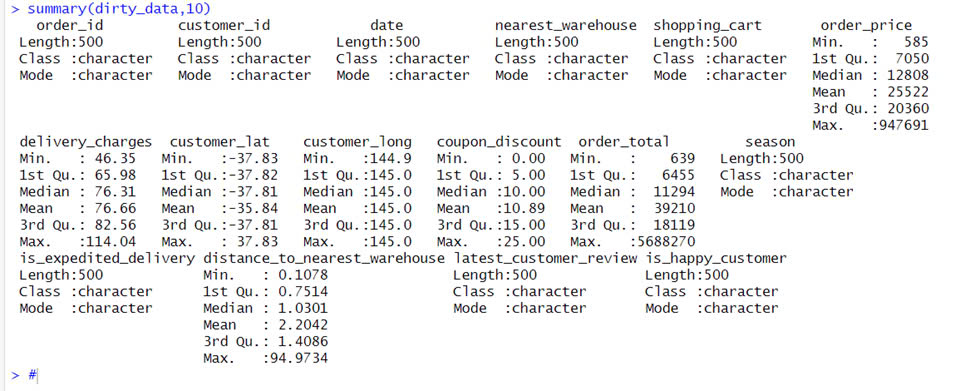 > summary(dirty_data,10)
order_id customer_id date nearest_warehouse shopping_cart order_price
Length:500 Length:500 Length:500 Length:500 Length:500 Min. : 585
Class :character Class :character Class :character Class :character Class :character 1st Qu.: 7050
Mode :character Mode :character Mode :character Mode :character Mode :character Median : 12808
Mean : 25522
3rd Qu.: 20360
Max. :947691
delivery_charges customer_lat customer_long coupon_discount order_total season
Min. : 46.35 Min. :-37.83 Min. :144.9 Min. : 0.00 Min. : 639 Length:500
1st Qu.: 65.98 1st Qu.:-37.82 1st Qu.:145.0 1st Qu.: 5.00 1st Qu.: 6455 Class :character
Median : 76.31 Median :-37.81 Median :145.0 Median :10.00 Median : 11294 Mode :character
Mean : 76.66 Mean :-35.84 Mean :145.0 Mean :10.89 Mean : 39210
3rd Qu.: 82.56 3rd Qu.:-37.81 3rd Qu.:145.0 3rd Qu.:15.00 3rd Qu.: 18119
Max. :114.04 Max. : 37.83 Max. :145.0 Max. :25.00 Max. :5688270
is_expedited_delivery distance_to_nearest_warehouse latest_customer_review is_happy_customer
Length:500 Min. : 0.1078 Length:500 Length:500
Class :character 1st Qu.: 0.7514 Class :character Class :character
Mode :character Median : 1.0301 Mode :character Mode :character
Mean : 2.2042
3rd Qu.: 1.4086
Max. :94.9734
> #